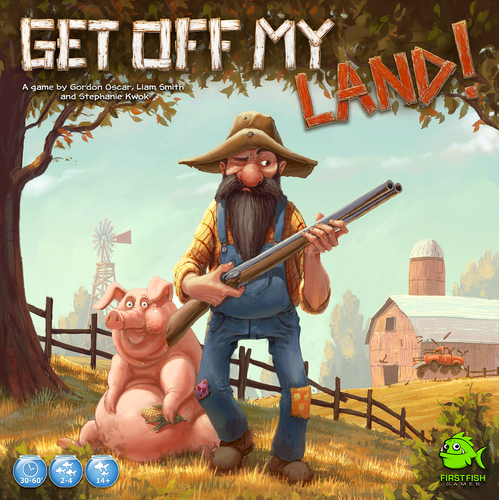 GET OFF MY
LAND!
A game by Gordon Oscar, Liam Smith
and Stephanie Kwok
30-60'
2-4
14+
FIRSTFISH
GAMES